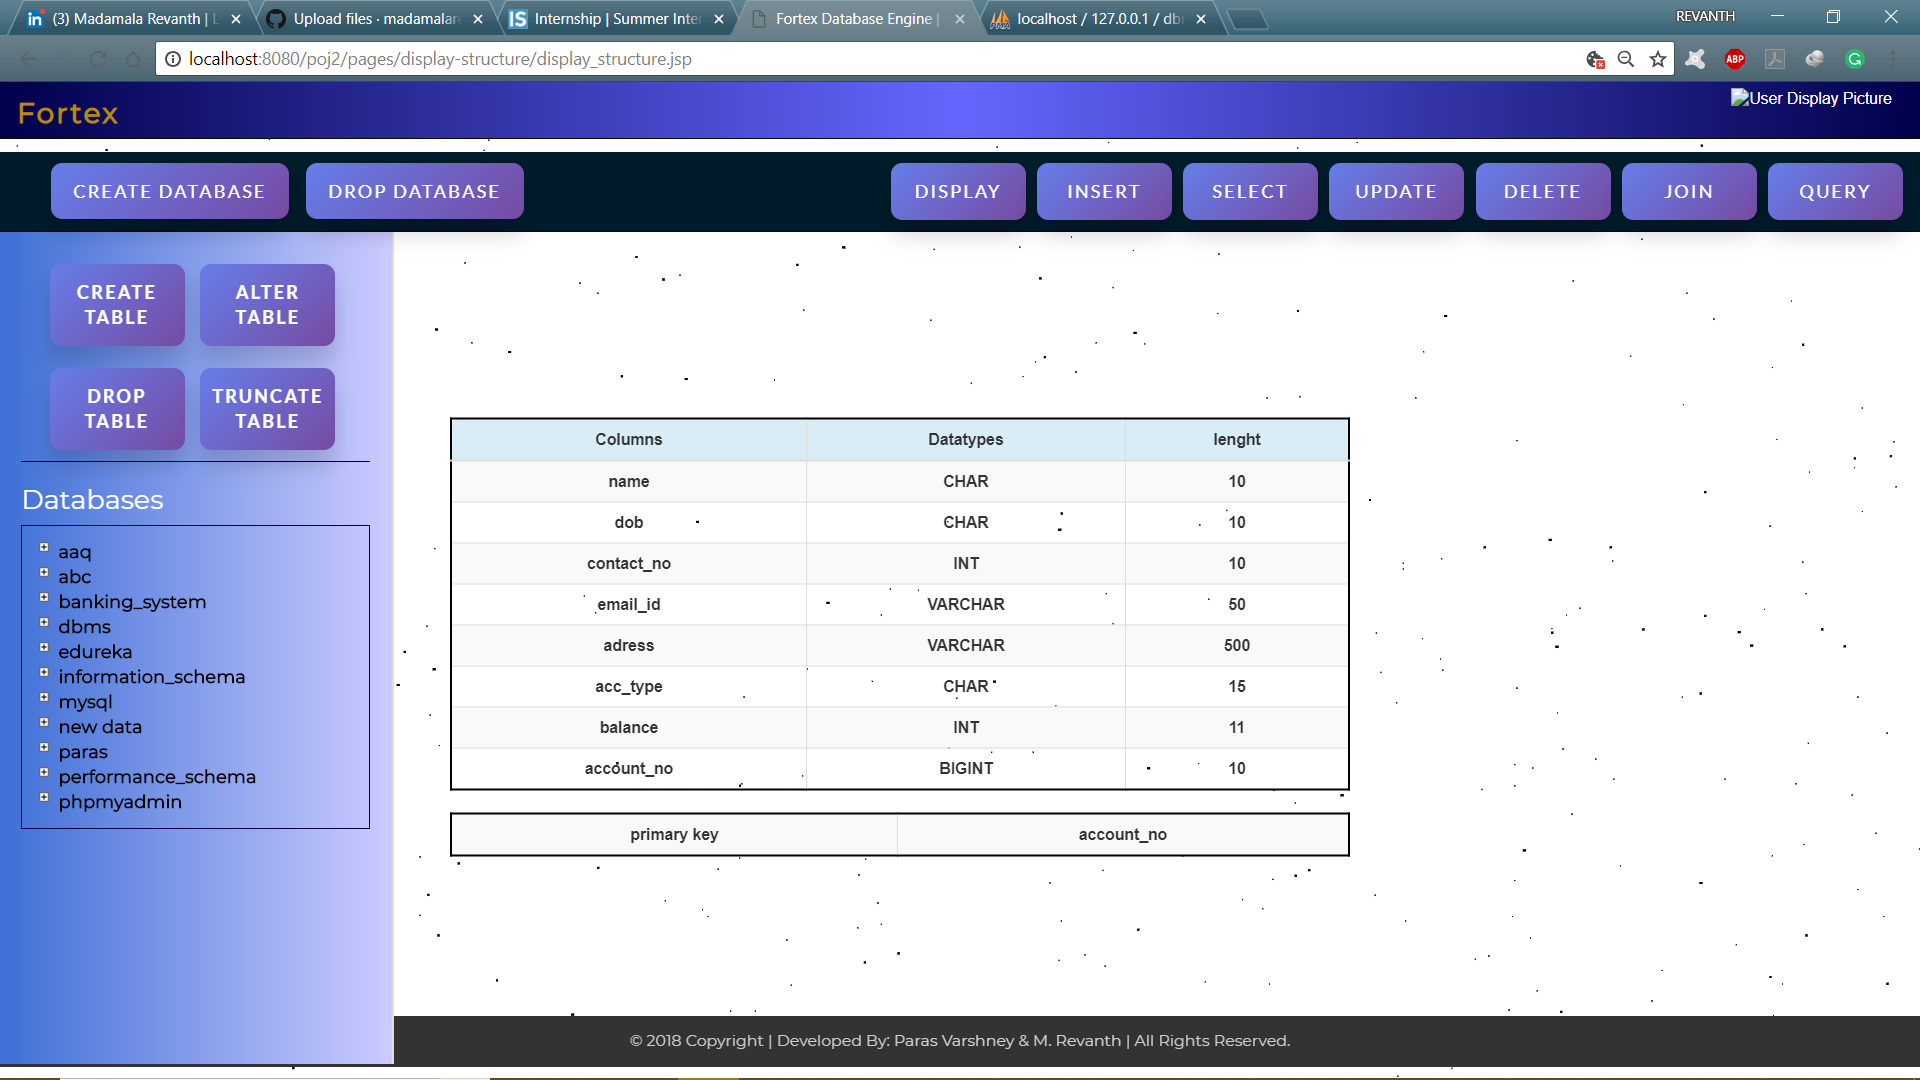 (3) Madamala Revanth |
Upload files · madamalare
Internship | Summer Inter
Fortex Database Engine |
localhost / 127.0.0.1 / db
REVANTH
localhost:8080/poj2/pages/display-structure/display_structure.jsp
ABP
Fortex
User Display Picture
CREATE DATABASE
DROP DATABASE
DISPLAY
INSERT
SELECT
UPDATE
DELETE
JOIN
QUERY
CREATE
TABLE
ALTER
TABLE
DROP
TABLE
TRUNCATE
TABLE
Databases
aaq
abc
banking_system
dbms
edureka
information_schema
mysql
new data
paras
performance_schema
phpmyadmin
Columns Datatypes lenght
name CHAR 10
dob CHAR 10
contact_no INT 10
email_id VARCHAR 50
adress VARCHAR 500
acc_type CHAR 15
balance INT 11
account_no BIGINT 10
primary key account_no
© 2018 Copyright | Developed By: Paras Varshney & M. Revanth | All Rights Reserved.